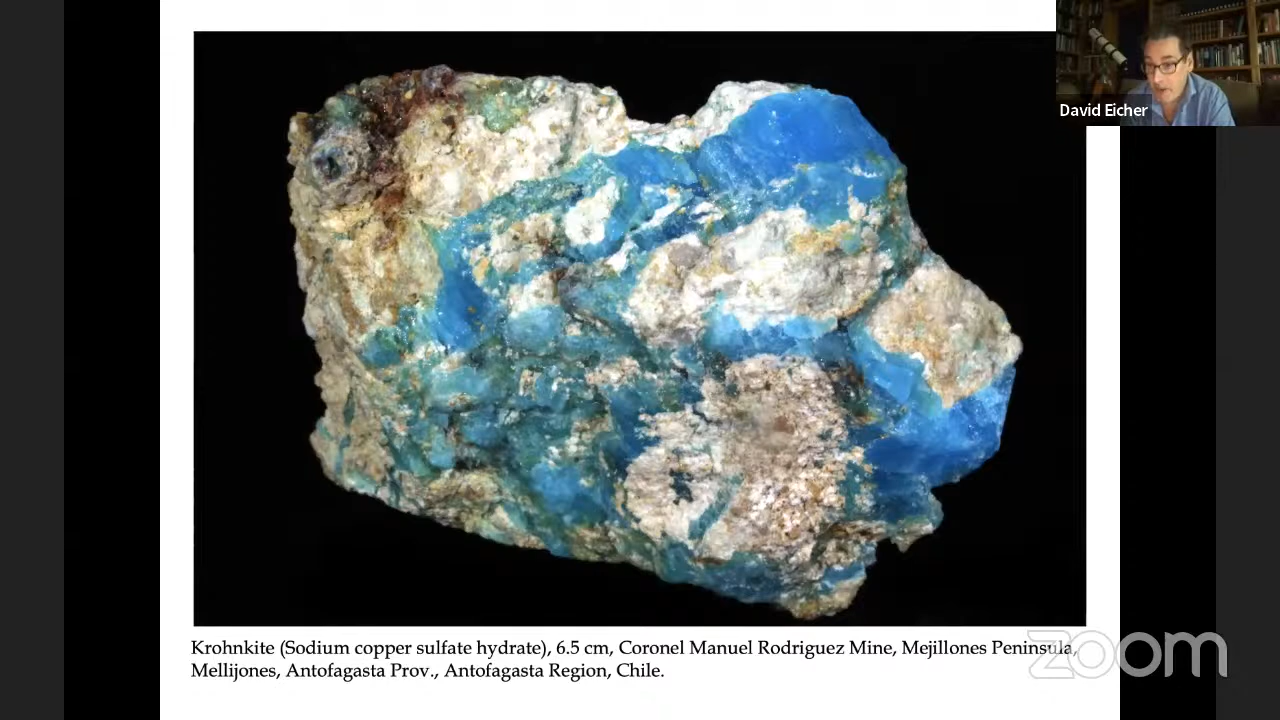 David Eicher
Krohnkite (Sodium copper sulfate hydrate), 6.5 cm, Coronel Manuel Rodriguez Mine, Mejillones Peninsula,
Mellijones, Antofagasta Prov., Antofagasta Region, Chile.
zoom